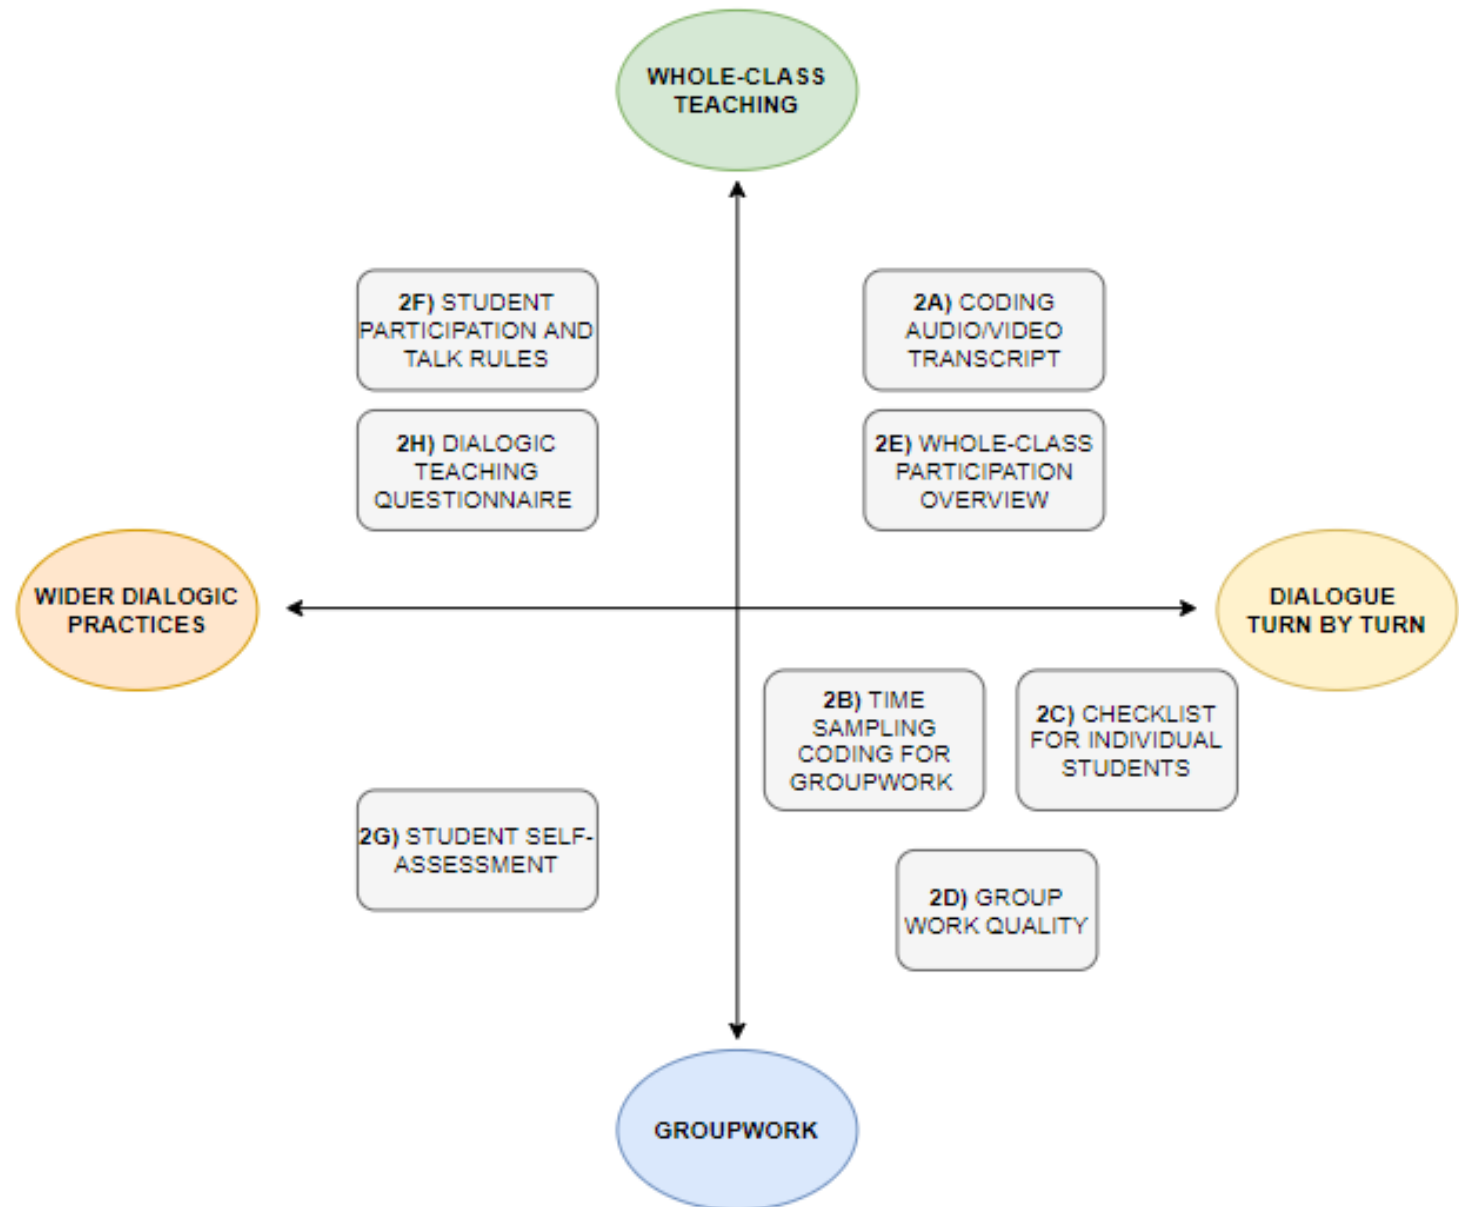 WHOLE-CLASS
TEACHING
2F) STUDENT
PARTICIPATION AND
TALK RULES
2A) CODING
AUDIO/VIDEO
TRANSCRIPT
2H) DIALOGIC
TEACHING
QUESTIONNAIRE
2E) WHOLE-CLASS
PARTICIPATION
OVERVIEW
WIDER DIALOGIC
PRACTICES
DIALOGUE
TURN BY TURN
2B) TIME
SAMPLING
CODING FOR
GROUPWORK
2C) CHECKLIST
FOR INDIVIDUAL
STUDENTS
2G) STUDENT SELF-
ASSESSMENT
2D) GROUP
WORK QUALITY
GROUPWORK